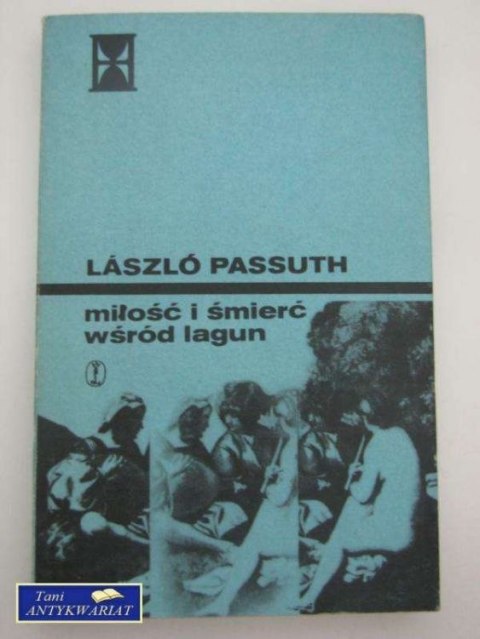 LÁSZLÓ PASSUTH
miłość i śmierć
wśród lagun
Tani
ANTYKWARIAT